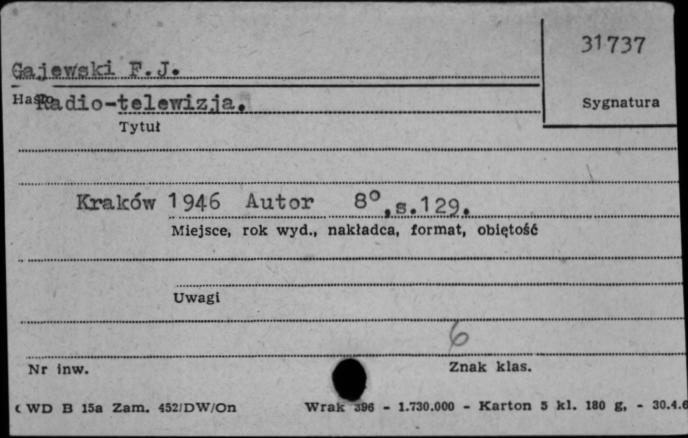 31737
Gajewski F.J.
Hasło
Radio-telewizja.
Sygnatura
Tytuł
Kraków 1946 Autor 8°,s.129.
Miejsce, rok wyd., nakładca, format, obiętość
Uwagi
6
Nr inw.
Znak klas.
WD B 15a Zam. 452/DW/On Wrak 396 - 1.730.000 - Karton 5 kl. 180 g, - 30.4.6